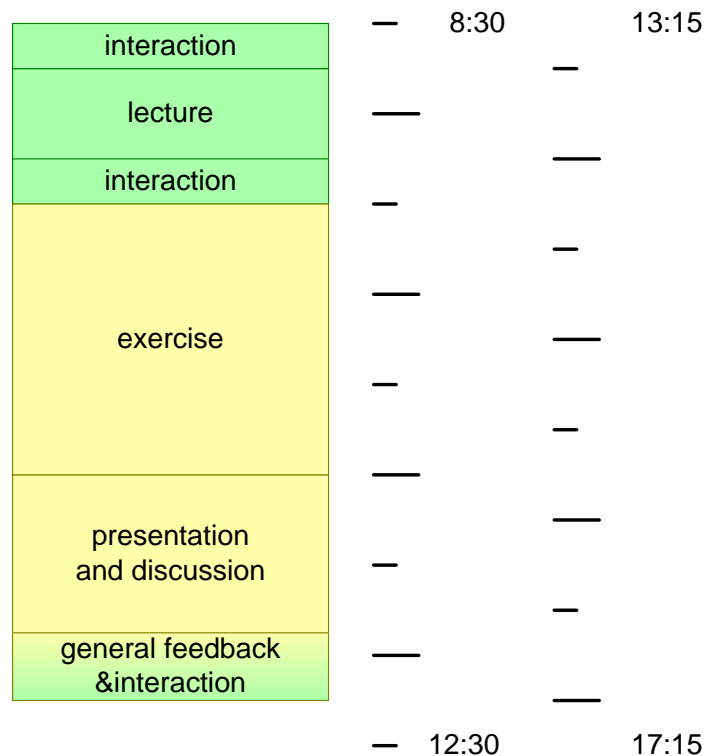 interaction
8:30
13:15
lecture
interaction
exercise
presentation
and discussion
general feedback
&interaction
12:30
17:15